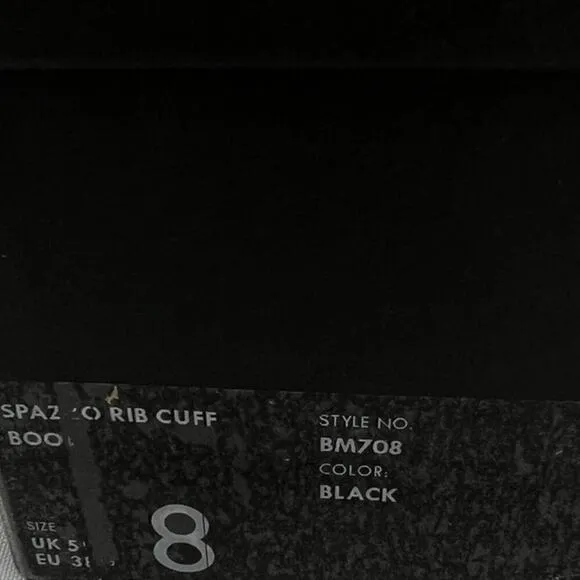 RIB CUFF
STYLE NO.
BM708
COLOR:
BLACK
SIZE
8
UK
EU